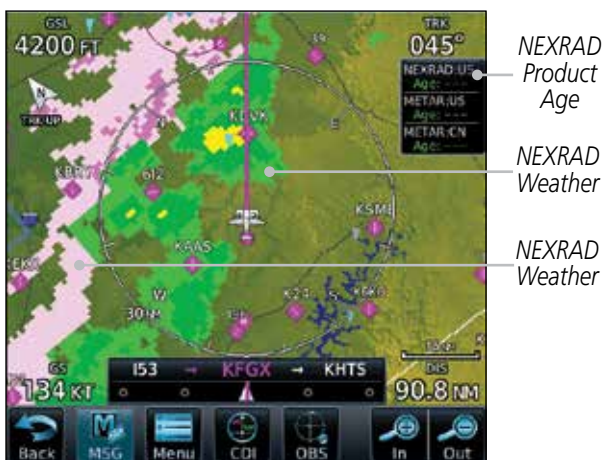 GSL
4200 FT
TRK
045°
NEXRAD:US
Age: ---
METAR:US
Age: ---
METAR:CN
Age: ---
NEXRAD
Product
Age
N
TRK UP
I39
E
NEXRAD
Weather
612
KSME
KAAS
NEXRAD
Weather
W
S
K24
30 NM
GS
134 KT
I53 → KFGX → KHTS
DIS
90.8 NM
Back
MSG
Menu
CDI
OBS
In
Out